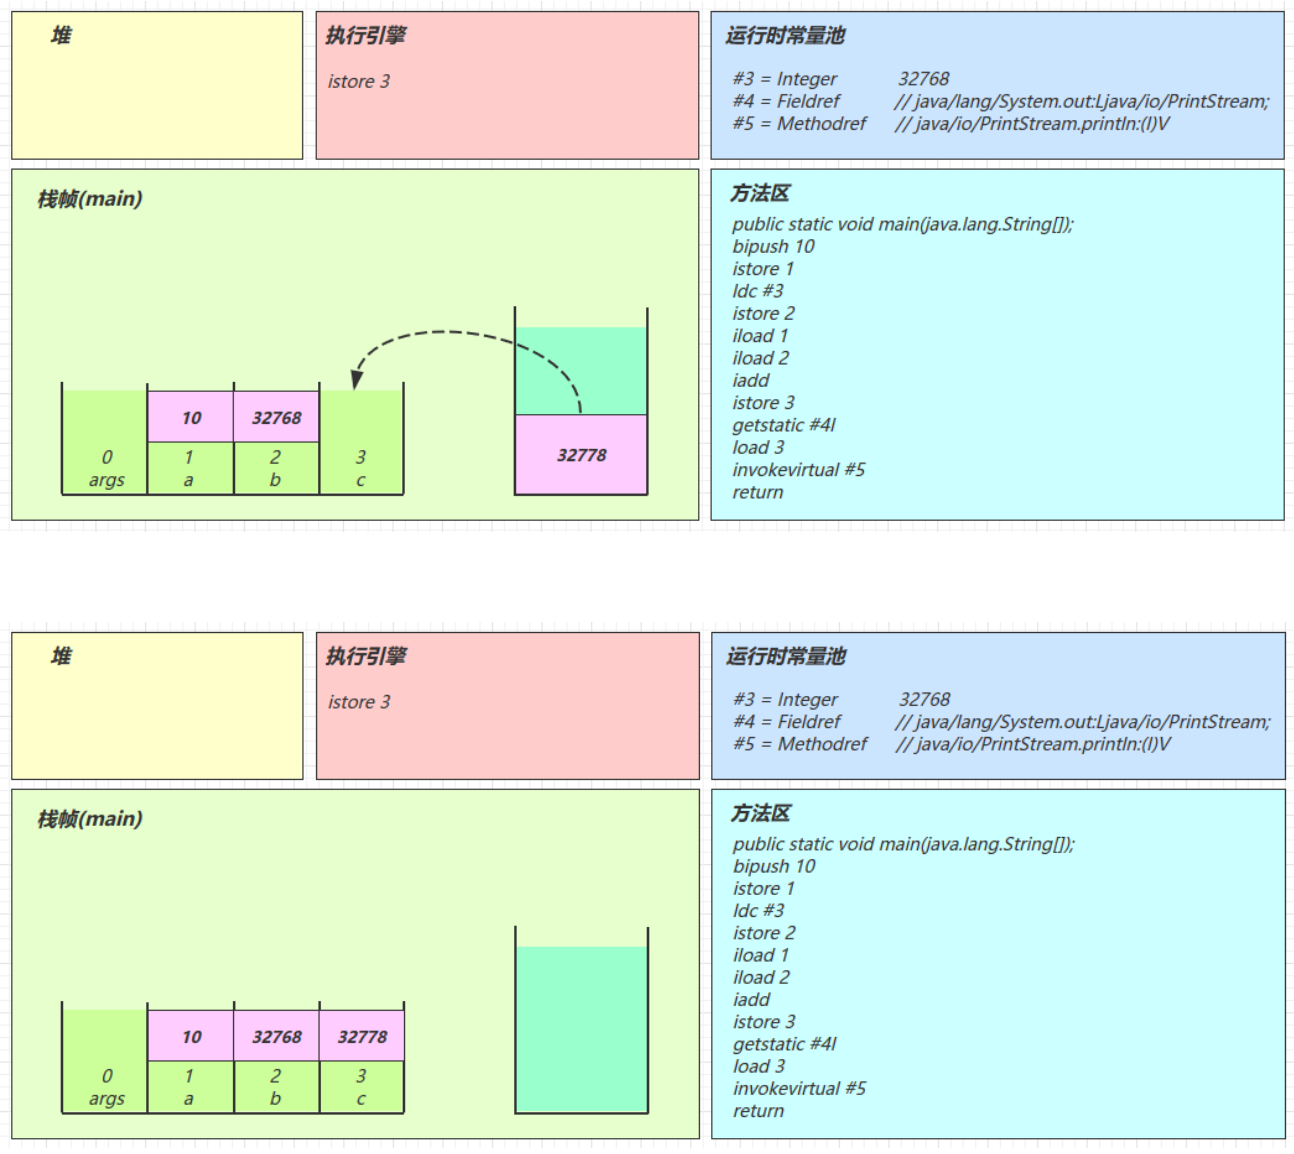 堆
执行引擎
istore 3
运行时常量池
#3 = Integer 32768
#4 = Fieldref // java/lang/System.out:Ljava/io/PrintStream;
#5 = Methodref // java/io/PrintStream.println:(I)V
栈帧(main)
10 32768
0 1 2 3
args a b c
32778
方法区
public static void main(java.lang.String[]);
bipush 10
istore 1
ldc #3
istore 2
iload 1
iload 2
iadd
istore 3
getstatic #4l
load 3
invokevirtual #5
return
堆
执行引擎
istore 3
运行时常量池
#3 = Integer 32768
#4 = Fieldref // java/lang/System.out:Ljava/io/PrintStream;
#5 = Methodref // java/io/PrintStream.println:(I)V
栈帧(main)
10 32768 32778
0 1 2 3
args a b c
方法区
public static void main(java.lang.String[]);
bipush 10
istore 1
ldc #3
istore 2
iload 1
iload 2
iadd
istore 3
getstatic #4l
load 3
invokevirtual #5
return